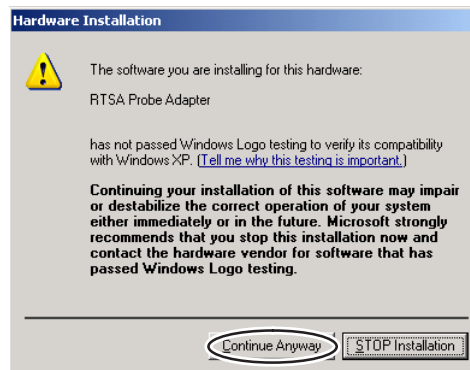 Hardware Installation
The software you are installing for this hardware:
RTSA Probe Adapter
has not passed Windows Logo testing to verify its compatibility
with Windows XP. (Tell me why this testing is important.)
Continuing your installation of this software may impair
or destabilize the correct operation of your system
either immediately or in the future. Microsoft strongly
recommends that you stop this installation now and
contact the hardware vendor for software that has
passed Windows Logo testing.
Continue Anyway STOP Installation